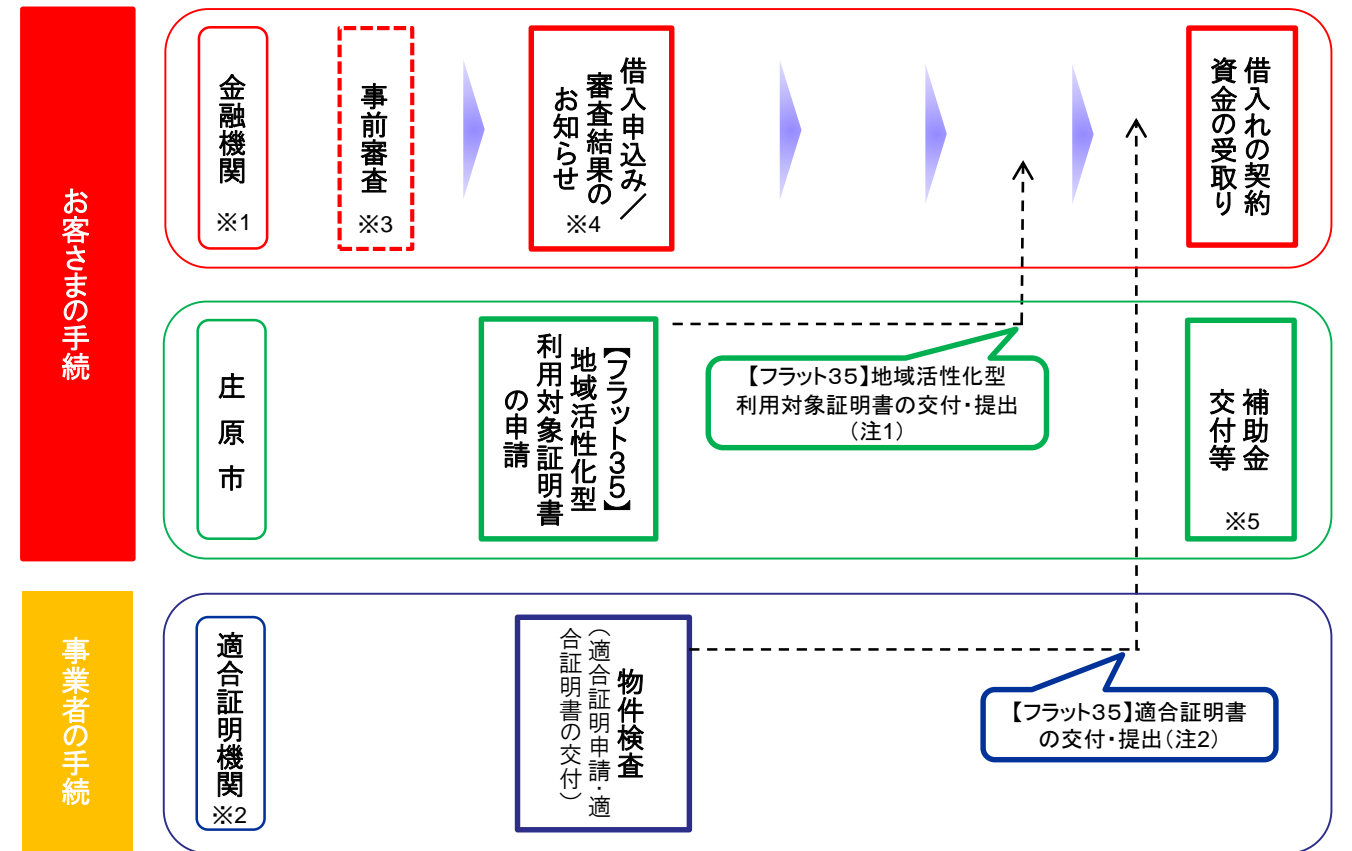 お客さまの手続
金融機関
※1
事前審査
※3
借入申込み／
審査結果の
お知らせ
※4
借入れの契約
資金の受取り
庄原市
【フラット35】
地域活性化型
利用対象証明書
の申請
【フラット35】地域活性化型
利用対象証明書の交付・提出
（注1）
補助金
交付等
※5
事業者の手続
適合証明機関
※2
物件検査
（適合証明申請・適
合証明書の交付）
【フラット35】適合証明書
の交付・提出（注2）